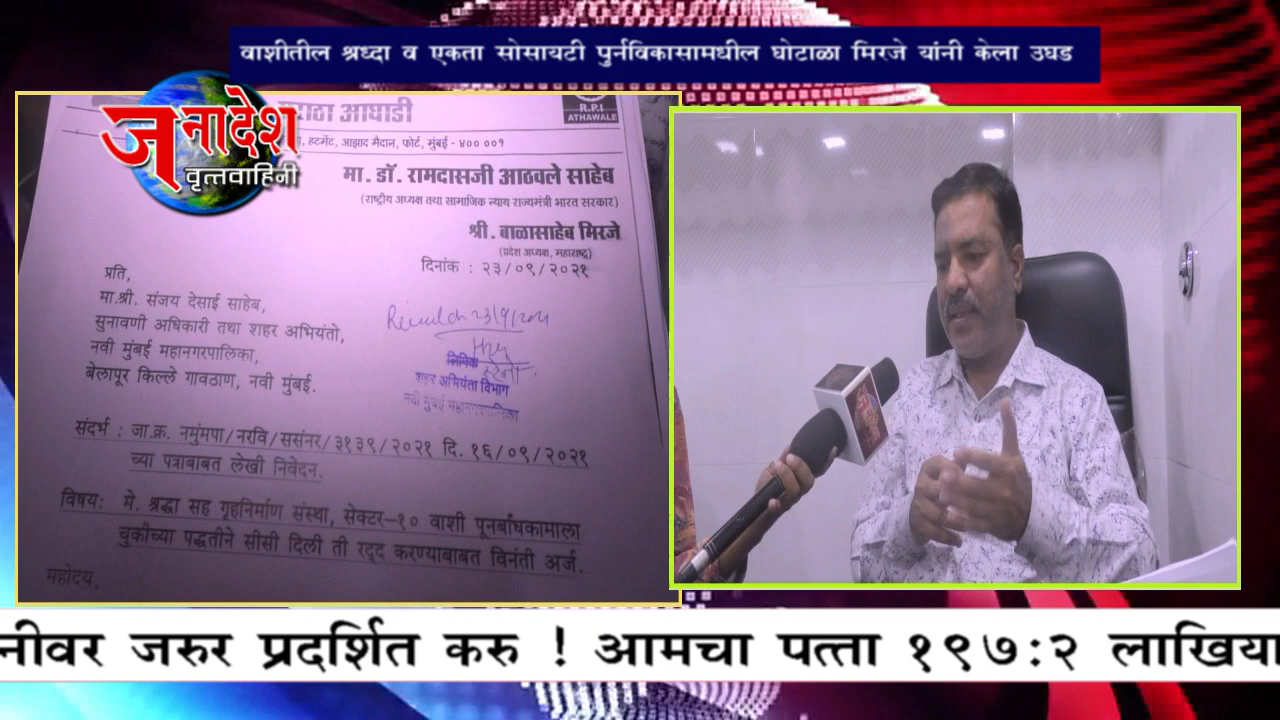 वाशीतील श्रध्दा व एकता सोसायटी पुर्नविकासामधील घोटाळा मिरजे यांनी केला उघड
जनादेश
वृत्तवाहिनी
राठा आघाडी
R.P.I
ATHAWALE
हटमेंट, आझाद मैदान, फोर्ट, मुंबई - ४०० ००१
मा. डॉ. रामदासजी आठवले साहेब
(राष्ट्रीय अध्यक्ष तथा सामाजिक न्याय राज्यमंत्री भारत सरकार)
श्री. बाळासाहेब मिरजे
(प्रदेश अध्यक्ष, महाराष्ट्र)
दिनांक : २३/०९/२०२१
प्रति,
मा.श्री. संजय देसाई साहेब,
सुनावणी अधिकारी तथा शहर अभियंतो,
नवी मुंबई महानगरपालिका,
बेलापूर किल्ले गावठाण, नवी मुंबई.
लिपिक
शहर अभियंता विभाग
नवी मुंबई महानगरपालिका
संदर्भ : जा.क्र. नमुंमपा/नरवि/ससंनर/३१३९/२०२१ दि. १६/०९/२०२१
च्या पत्राबाबत लेखी निवेदन.
विषय: मे. श्रद्धा सह गृहनिर्माण संस्था, सेक्टर-१० वाशी पूनर्बांधकामाला
चुकीच्या पद्धतीने सीसी दिली ती रद्द करण्याबाबत विनंती अर्ज.
महोदय,
नीवर जरुर प्रदर्शित करु ! आमचा पत्ता १९७:२ लाखिया